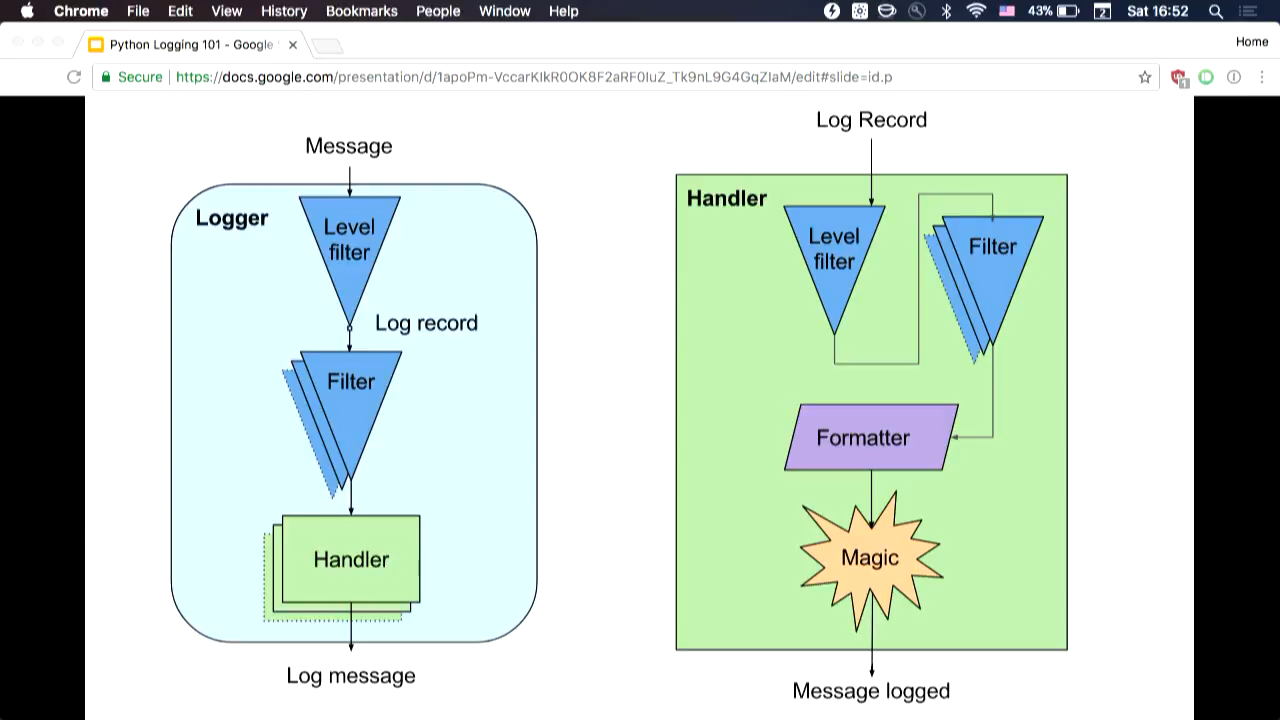 Chrome File Edit View History Bookmarks People Window Help 43% 2 Sat 16:52
Python Logging 101 - Google
Home
Secure https://docs.google.com/presentation/d/1apoPm-VccarKIkR0OK8F2aRF0IuZ_Tk9nL9G4GqZIaM/edit#slide=id.p
1
Message
Logger
Level
filter
Log record
Filter
Handler
Log message
Log Record
Handler
Level
filter
Filter
Formatter
Magic
Message logged